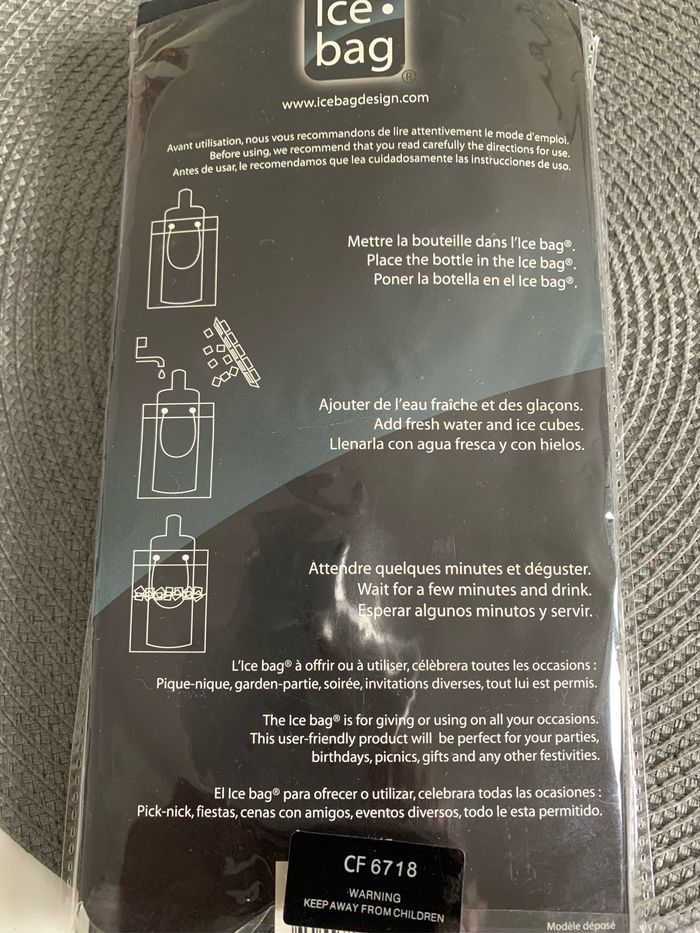 Ice •
bag ®
www.icebagdesign.com
Avant utilisation, nous vous recommandons de lire attentivement le mode d'emploi.
Before using, we recommend that you read carefully the directions for use.
Antes de usar, le recomendamos que lea cuidadosamente las instrucciones de uso.
Mettre la bouteille dans l'Ice bag®.
Place the bottle in the Ice bag®.
Poner la botella en el Ice bag®.
Ajouter de l'eau fraîche et des glaçons.
Add fresh water and ice cubes.
Llenarla con agua fresca y con hielos.
Attendre quelques minutes et déguster.
Wait for a few minutes and drink.
Esperar algunos minutos y servir.
L'Ice bag® à offrir ou à utiliser, célèbrera toutes les occasions :
Pique-nique, garden-partie, soirée, invitations diverses, tout lui est permis.
The Ice bag® is for giving or using on all your occasions.
This user-friendly product will be perfect for your parties,
birthdays, picnics, gifts and any other festivities.
El Ice bag® para ofrecer o utilizar, celebrara todas las ocasiones :
Pick-nick, fiestas, cenas con amigos, eventos diversos, todo le esta permitido.
CF 6718
WARNING
KEEP AWAY FROM CHILDREN
Modèle déposé